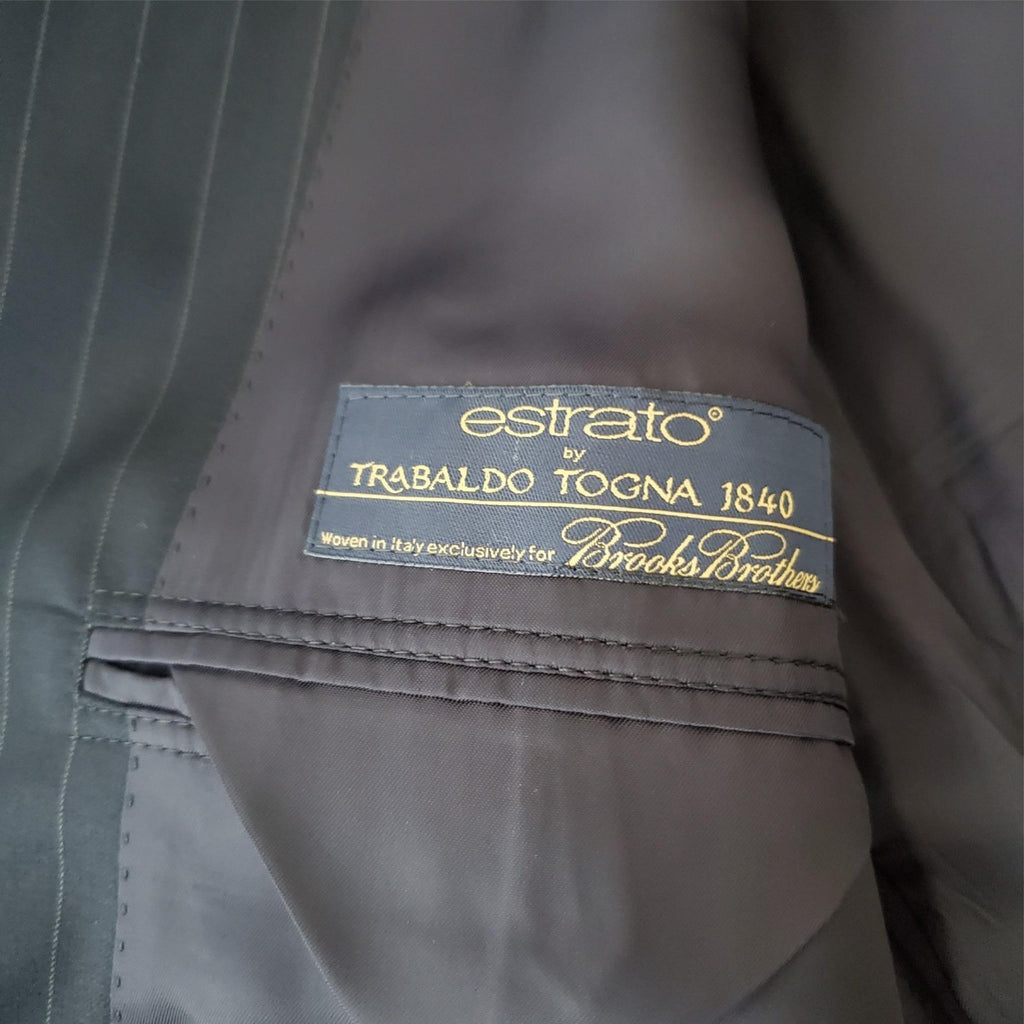 estrato®
by
TRABALDO TOGNA 1840
Woven in Italy exclusively for Brooks Brothers